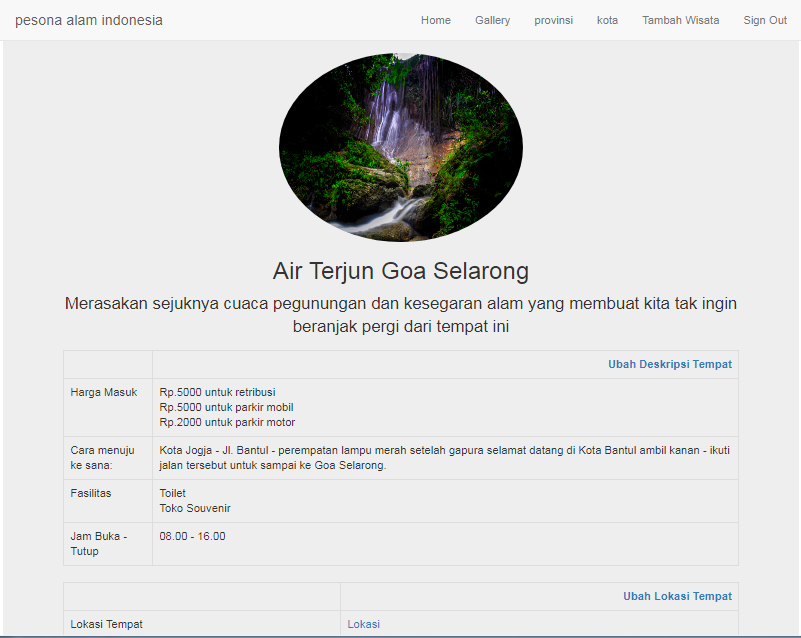 pesona alam indonesia
Home Gallery provinsi kota Tambah Wisata Sign Out
Air Terjun Goa Selarong
Merasakan sejuknya cuaca pegunungan dan kesegaran alam yang membuat kita tak ingin
beranjak pergi dari tempat ini
Ubah Deskripsi Tempat
Harga Masuk
Rp.5000 untuk retribusi
Rp.5000 untuk parkir mobil
Rp.2000 untuk parkir motor
Cara menuju
ke sana:
Kota Jogja - Jl. Bantul - perempatan lampu merah setelah gapura selamat datang di Kota Bantul ambil kanan - ikuti
jalan tersebut untuk sampai ke Goa Selarong.
Fasilitas
Toilet
Toko Souvenir
Jam Buka -
Tutup
08.00 - 16.00
Ubah Lokasi Tempat
Lokasi Tempat
Lokasi